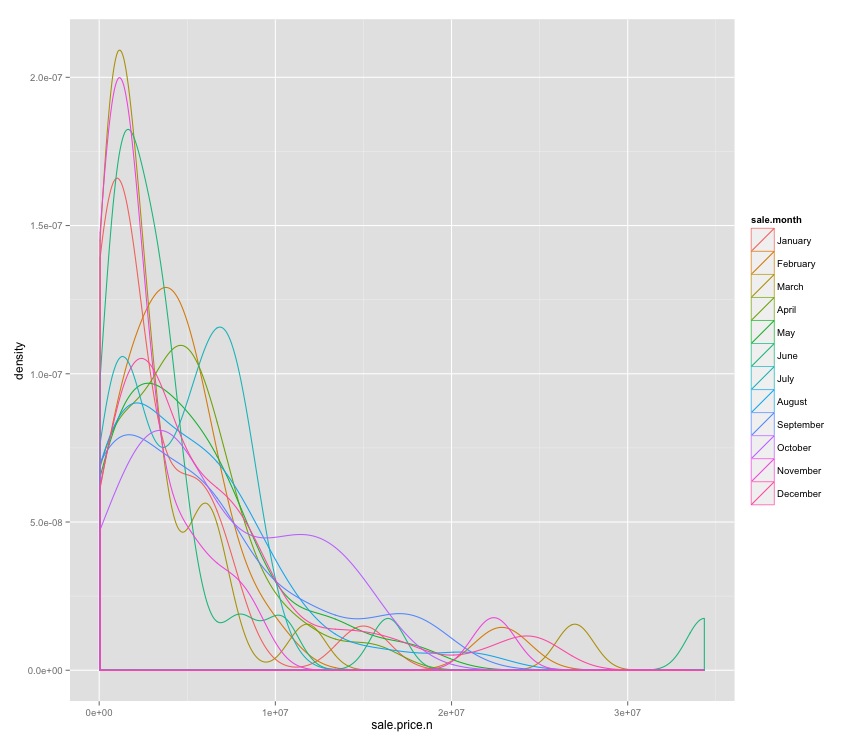 2.0e-07
1.5e-07
1.0e-07
5.0e-08
0.0e+00
density
0e+00
1e+07
2e+07
3e+07
sale.price.n
sale.month
January
February
March
April
May
June
July
August
September
October
November
December